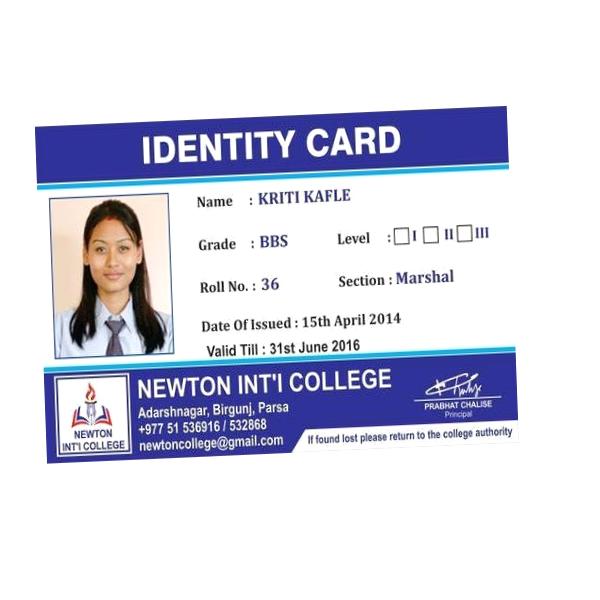 IDENTITY CARD
Name : KRITI KAFLE
Grade : BBS Level : I II III
Roll No. : 36 Section : Marshal
Date Of Issued : 15th April 2014
Valid Till : 31st June 2016
NEWTON INT'I COLLEGE
Adarshnagar, Birgunj, Parsa
+977 51 536916 / 532868
newtoncollege@gmail.com
NEWTON
INT'I COLLEGE
PRABHAT CHALISE
Principal
If found lost please return to the college authority